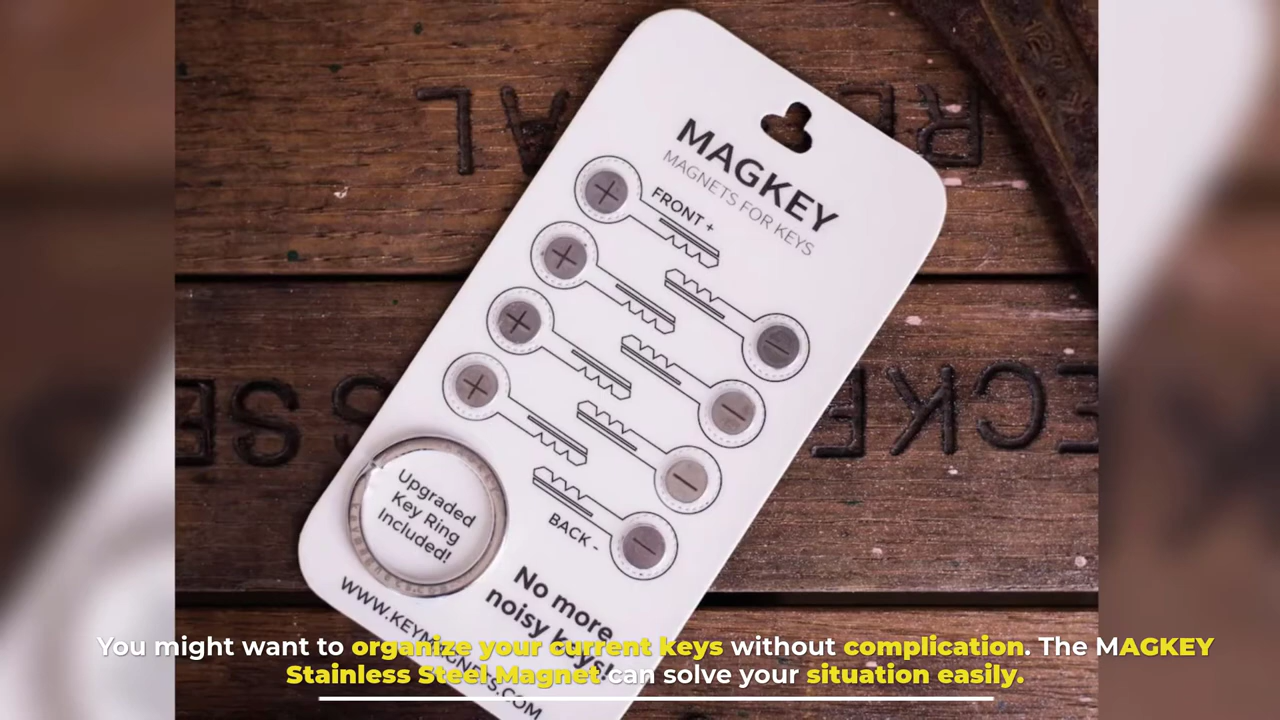 MAGKEY
MAGNETS FOR KEYS
FRONT +
BACK -
Upgraded
Key Ring
Included!
No more
noisy keys!
WWW.KEYMAGNETS.COM
You might want to organize your current keys without complication. The MAGKEY
Stainless Steel Magnet can solve your situation easily.